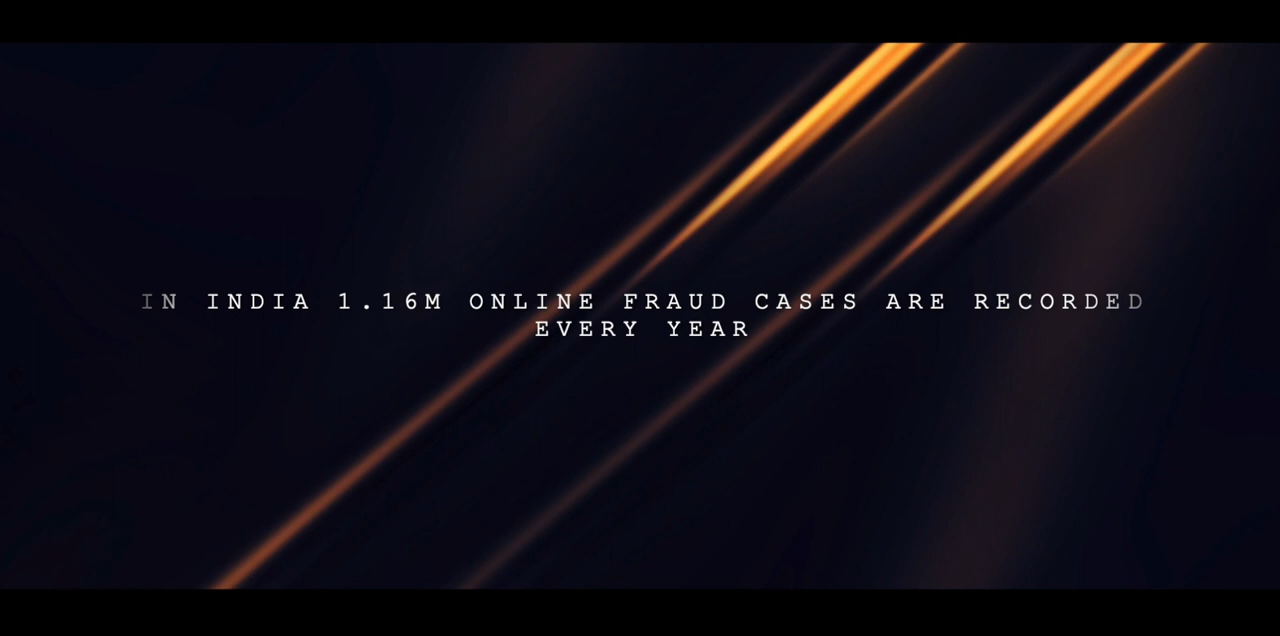 IN INDIA 1.16M ONLINE FRAUD CASES ARE RECORDED
EVERY YEAR